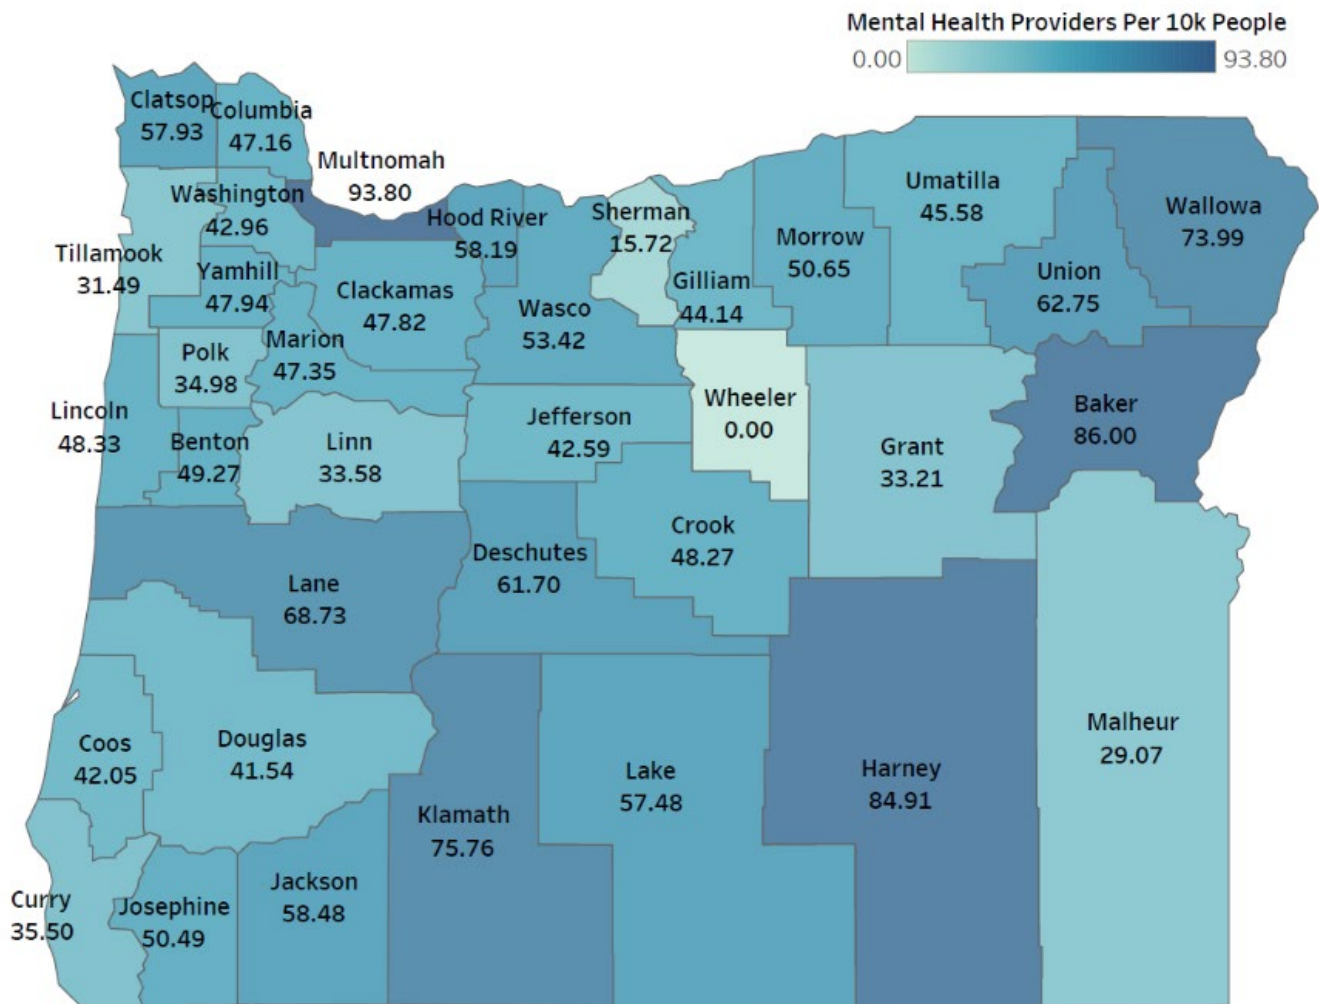 Mental Health Providers Per 10k People
0.00 93.80
Clatsop
57.93
Columbia
47.16
Multnomah
93.80
Washington
42.96
Hood River
58.19
Sherman
15.72
Umatilla
45.58
Wallowa
73.99
Tillamook
31.49
Yamhill
47.94
Clackamas
47.82
Wasco
53.42
Gilliam
44.14
Morrow
50.65
Union
62.75
Polk
34.98
Marion
47.35
Lincoln
48.33
Benton
49.27
Linn
33.58
Jefferson
42.59
Wheeler
0.00
Grant
33.21
Baker
86.00
Lane
68.73
Deschutes
61.70
Crook
48.27
Coos
42.05
Douglas
41.54
Klamath
75.76
Lake
57.48
Harney
84.91
Malheur
29.07
Curry
35.50
Josephine
50.49
Jackson
58.48